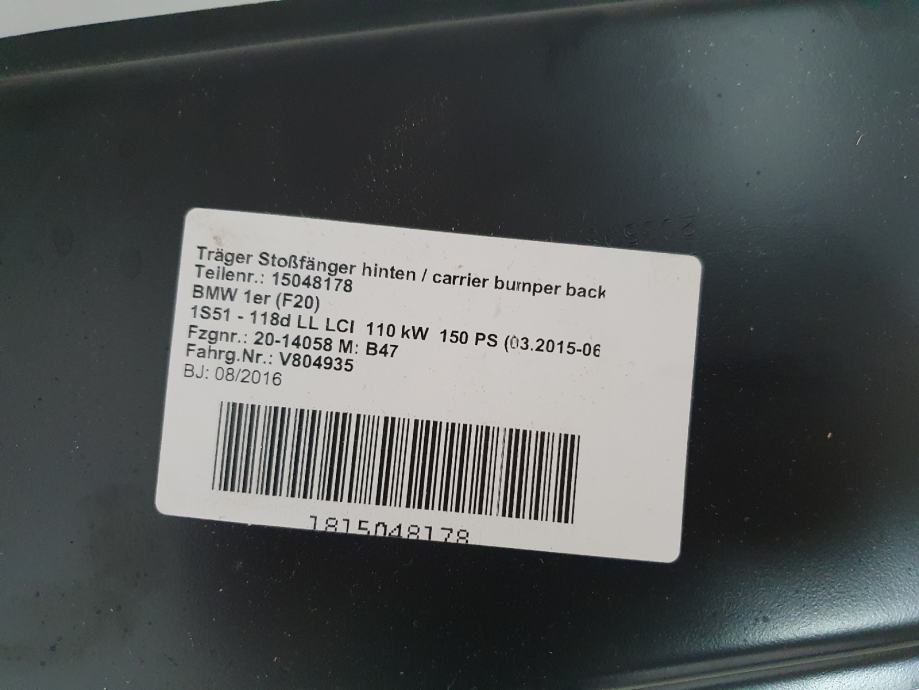 Träger Stoßfänger hinten / carrier bumper back
Teilenr.: 15048178
BMW 1er (F20)
1S51 - 118d LL LCI 110 kW 150 PS (03.2015-06
Fzgnr.: 20-14058 M: B47
Fahrg.Nr.: V804935
BJ: 08/2016
1815048178